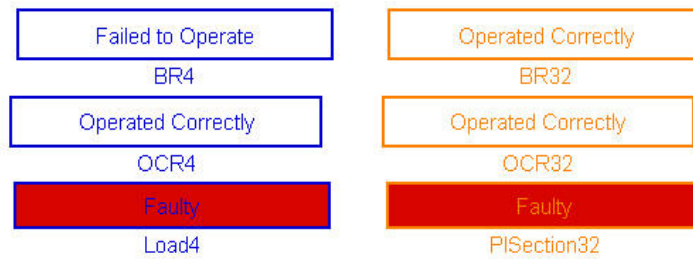 Failed to Operate
BR4
Operated Correctly
OCR4
Faulty
Load4
Operated Correctly
BR32
Operated Correctly
OCR32
Faulty
PISection32